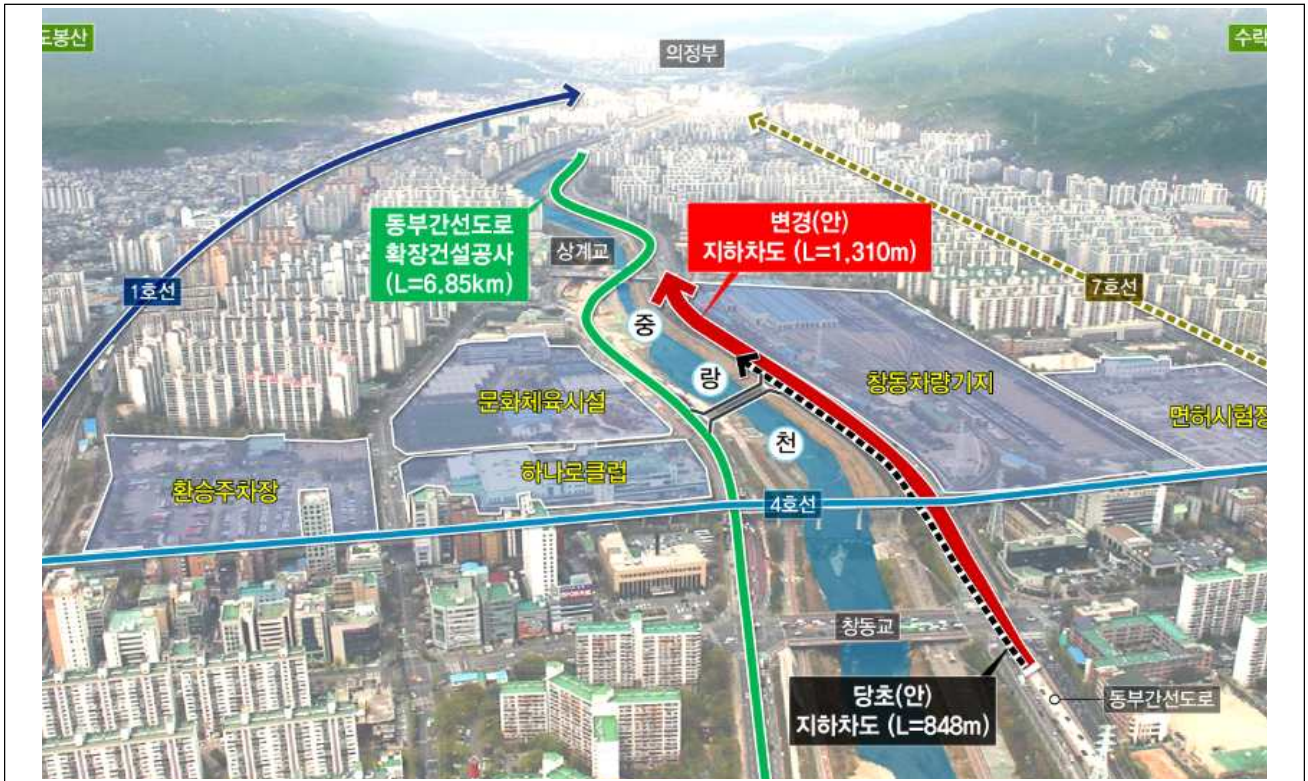 도봉산
의정부
수락
동부간선도로
확장건설공사
(L=6.85km)
상계교
변경(안)
지하차도 (L=1,310m)
1호선
7호선
중
랑
천
문화체육시설
창동차량기지
면허시험장
하나로클럽
환승주차장
4호선
창동교
당초(안)
지하차도 (L=848m)
동부간선도로